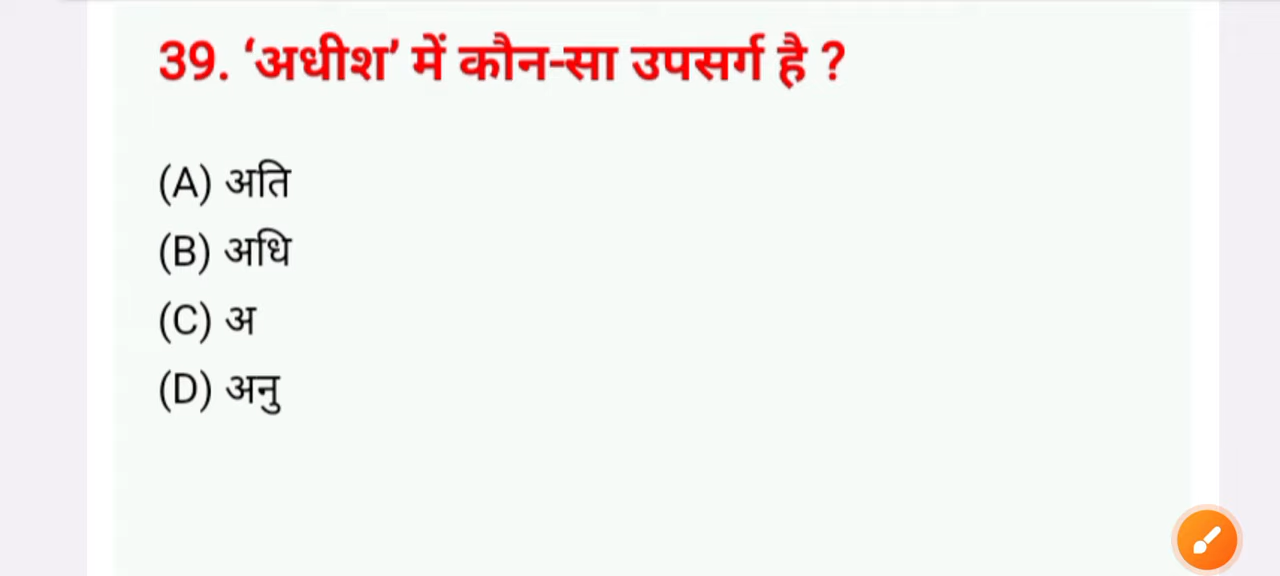 39. ‘अधीश’ में कौन-सा उपसर्ग है ?
(A) अति
(B) अधि
(C) अ
(D) अनु